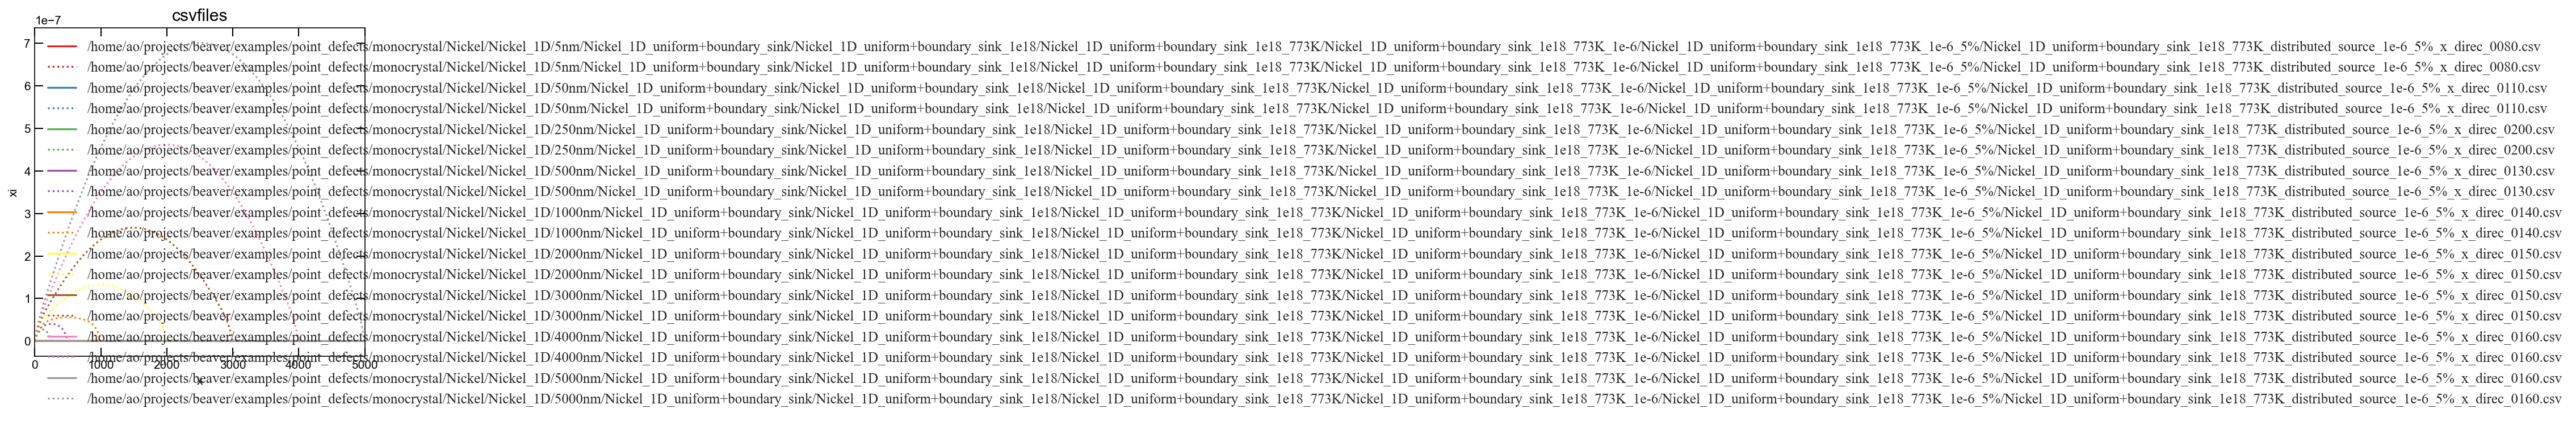 csvfiles
1e−7
7
/home/ao/projects/beaver/examples/point_defects/monocrystal/Nickel/Nickel_1D/5nm/Nickel_1D_uniform+boundary_sink/Nickel_1D_uniform+boundary_sink_1e18/Nickel_1D_uniform+boundary_sink_1e18_773K/Nickel_1D_uniform+boundary_sink_1e18_773K_1e-6/Nickel_1D_uniform+boundary_sink_1e18_773K_1e-6_5%/Nickel_1D_uniform+boundary_sink_1e18_773K_distributed_source_1e-6_5%_x_direc_0080.csv
/home/ao/projects/beaver/examples/point_defects/monocrystal/Nickel/Nickel_1D/5nm/Nickel_1D_uniform+boundary_sink/Nickel_1D_uniform+boundary_sink_1e18/Nickel_1D_uniform+boundary_sink_1e18_773K/Nickel_1D_uniform+boundary_sink_1e18_773K_1e-6/Nickel_1D_uniform+boundary_sink_1e18_773K_1e-6_5%/Nickel_1D_uniform+boundary_sink_1e18_773K_distributed_source_1e-6_5%_x_direc_0080.csv
6
/home/ao/projects/beaver/examples/point_defects/monocrystal/Nickel/Nickel_1D/50nm/Nickel_1D_uniform+boundary_sink/Nickel_1D_uniform+boundary_sink_1e18/Nickel_1D_uniform+boundary_sink_1e18_773K/Nickel_1D_uniform+boundary_sink_1e18_773K_1e-6/Nickel_1D_uniform+boundary_sink_1e18_773K_1e-6_5%/Nickel_1D_uniform+boundary_sink_1e18_773K_distributed_source_1e-6_5%_x_direc_0110.csv
/home/ao/projects/beaver/examples/point_defects/monocrystal/Nickel/Nickel_1D/50nm/Nickel_1D_uniform+boundary_sink/Nickel_1D_uniform+boundary_sink_1e18/Nickel_1D_uniform+boundary_sink_1e18_773K/Nickel_1D_uniform+boundary_sink_1e18_773K_1e-6/Nickel_1D_uniform+boundary_sink_1e18_773K_1e-6_5%/Nickel_1D_uniform+boundary_sink_1e18_773K_distributed_source_1e-6_5%_x_direc_0110.csv
5
/home/ao/projects/beaver/examples/point_defects/monocrystal/Nickel/Nickel_1D/250nm/Nickel_1D_uniform+boundary_sink/Nickel_1D_uniform+boundary_sink_1e18/Nickel_1D_uniform+boundary_sink_1e18_773K/Nickel_1D_uniform+boundary_sink_1e18_773K_1e-6/Nickel_1D_uniform+boundary_sink_1e18_773K_1e-6_5%/Nickel_1D_uniform+boundary_sink_1e18_773K_distributed_source_1e-6_5%_x_direc_0200.csv
/home/ao/projects/beaver/examples/point_defects/monocrystal/Nickel/Nickel_1D/250nm/Nickel_1D_uniform+boundary_sink/Nickel_1D_uniform+boundary_sink_1e18/Nickel_1D_uniform+boundary_sink_1e18_773K/Nickel_1D_uniform+boundary_sink_1e18_773K_1e-6/Nickel_1D_uniform+boundary_sink_1e18_773K_1e-6_5%/Nickel_1D_uniform+boundary_sink_1e18_773K_distributed_source_1e-6_5%_x_direc_0200.csv
4
/home/ao/projects/beaver/examples/point_defects/monocrystal/Nickel/Nickel_1D/500nm/Nickel_1D_uniform+boundary_sink/Nickel_1D_uniform+boundary_sink_1e18/Nickel_1D_uniform+boundary_sink_1e18_773K/Nickel_1D_uniform+boundary_sink_1e18_773K_1e-6/Nickel_1D_uniform+boundary_sink_1e18_773K_1e-6_5%/Nickel_1D_uniform+boundary_sink_1e18_773K_distributed_source_1e-6_5%_x_direc_0130.csv
/home/ao/projects/beaver/examples/point_defects/monocrystal/Nickel/Nickel_1D/500nm/Nickel_1D_uniform+boundary_sink/Nickel_1D_uniform+boundary_sink_1e18/Nickel_1D_uniform+boundary_sink_1e18_773K/Nickel_1D_uniform+boundary_sink_1e18_773K_1e-6/Nickel_1D_uniform+boundary_sink_1e18_773K_1e-6_5%/Nickel_1D_uniform+boundary_sink_1e18_773K_distributed_source_1e-6_5%_x_direc_0130.csv
xi
3
/home/ao/projects/beaver/examples/point_defects/monocrystal/Nickel/Nickel_1D/1000nm/Nickel_1D_uniform+boundary_sink/Nickel_1D_uniform+boundary_sink_1e18/Nickel_1D_uniform+boundary_sink_1e18_773K/Nickel_1D_uniform+boundary_sink_1e18_773K_1e-6/Nickel_1D_uniform+boundary_sink_1e18_773K_1e-6_5%/Nickel_1D_uniform+boundary_sink_1e18_773K_distributed_source_1e-6_5%_x_direc_0140.csv
/home/ao/projects/beaver/examples/point_defects/monocrystal/Nickel/Nickel_1D/1000nm/Nickel_1D_uniform+boundary_sink/Nickel_1D_uniform+boundary_sink_1e18/Nickel_1D_uniform+boundary_sink_1e18_773K/Nickel_1D_uniform+boundary_sink_1e18_773K_1e-6/Nickel_1D_uniform+boundary_sink_1e18_773K_1e-6_5%/Nickel_1D_uniform+boundary_sink_1e18_773K_distributed_source_1e-6_5%_x_direc_0140.csv
2
/home/ao/projects/beaver/examples/point_defects/monocrystal/Nickel/Nickel_1D/2000nm/Nickel_1D_uniform+boundary_sink/Nickel_1D_uniform+boundary_sink_1e18/Nickel_1D_uniform+boundary_sink_1e18_773K/Nickel_1D_uniform+boundary_sink_1e18_773K_1e-6/Nickel_1D_uniform+boundary_sink_1e18_773K_1e-6_5%/Nickel_1D_uniform+boundary_sink_1e18_773K_distributed_source_1e-6_5%_x_direc_0150.csv
/home/ao/projects/beaver/examples/point_defects/monocrystal/Nickel/Nickel_1D/2000nm/Nickel_1D_uniform+boundary_sink/Nickel_1D_uniform+boundary_sink_1e18/Nickel_1D_uniform+boundary_sink_1e18_773K/Nickel_1D_uniform+boundary_sink_1e18_773K_1e-6/Nickel_1D_uniform+boundary_sink_1e18_773K_1e-6_5%/Nickel_1D_uniform+boundary_sink_1e18_773K_distributed_source_1e-6_5%_x_direc_0150.csv
1
/home/ao/projects/beaver/examples/point_defects/monocrystal/Nickel/Nickel_1D/3000nm/Nickel_1D_uniform+boundary_sink/Nickel_1D_uniform+boundary_sink_1e18/Nickel_1D_uniform+boundary_sink_1e18_773K/Nickel_1D_uniform+boundary_sink_1e18_773K_1e-6/Nickel_1D_uniform+boundary_sink_1e18_773K_1e-6_5%/Nickel_1D_uniform+boundary_sink_1e18_773K_distributed_source_1e-6_5%_x_direc_0150.csv
/home/ao/projects/beaver/examples/point_defects/monocrystal/Nickel/Nickel_1D/3000nm/Nickel_1D_uniform+boundary_sink/Nickel_1D_uniform+boundary_sink_1e18/Nickel_1D_uniform+boundary_sink_1e18_773K/Nickel_1D_uniform+boundary_sink_1e18_773K_1e-6/Nickel_1D_uniform+boundary_sink_1e18_773K_1e-6_5%/Nickel_1D_uniform+boundary_sink_1e18_773K_distributed_source_1e-6_5%_x_direc_0150.csv
0
/home/ao/projects/beaver/examples/point_defects/monocrystal/Nickel/Nickel_1D/4000nm/Nickel_1D_uniform+boundary_sink/Nickel_1D_uniform+boundary_sink_1e18/Nickel_1D_uniform+boundary_sink_1e18_773K/Nickel_1D_uniform+boundary_sink_1e18_773K_1e-6/Nickel_1D_uniform+boundary_sink_1e18_773K_1e-6_5%/Nickel_1D_uniform+boundary_sink_1e18_773K_distributed_source_1e-6_5%_x_direc_0160.csv
/home/ao/projects/beaver/examples/point_defects/monocrystal/Nickel/Nickel_1D/4000nm/Nickel_1D_uniform+boundary_sink/Nickel_1D_uniform+boundary_sink_1e18/Nickel_1D_uniform+boundary_sink_1e18_773K/Nickel_1D_uniform+boundary_sink_1e18_773K_1e-6/Nickel_1D_uniform+boundary_sink_1e18_773K_1e-6_5%/Nickel_1D_uniform+boundary_sink_1e18_773K_distributed_source_1e-6_5%_x_direc_0160.csv
0 1000 2000 3000 4000 5000
x
/home/ao/projects/beaver/examples/point_defects/monocrystal/Nickel/Nickel_1D/5000nm/Nickel_1D_uniform+boundary_sink/Nickel_1D_uniform+boundary_sink_1e18/Nickel_1D_uniform+boundary_sink_1e18_773K/Nickel_1D_uniform+boundary_sink_1e18_773K_1e-6/Nickel_1D_uniform+boundary_sink_1e18_773K_1e-6_5%/Nickel_1D_uniform+boundary_sink_1e18_773K_distributed_source_1e-6_5%_x_direc_0160.csv
/home/ao/projects/beaver/examples/point_defects/monocrystal/Nickel/Nickel_1D/5000nm/Nickel_1D_uniform+boundary_sink/Nickel_1D_uniform+boundary_sink_1e18/Nickel_1D_uniform+boundary_sink_1e18_773K/Nickel_1D_uniform+boundary_sink_1e18_773K_1e-6/Nickel_1D_uniform+boundary_sink_1e18_773K_1e-6_5%/Nickel_1D_uniform+boundary_sink_1e18_773K_distributed_source_1e-6_5%_x_direc_0160.csv